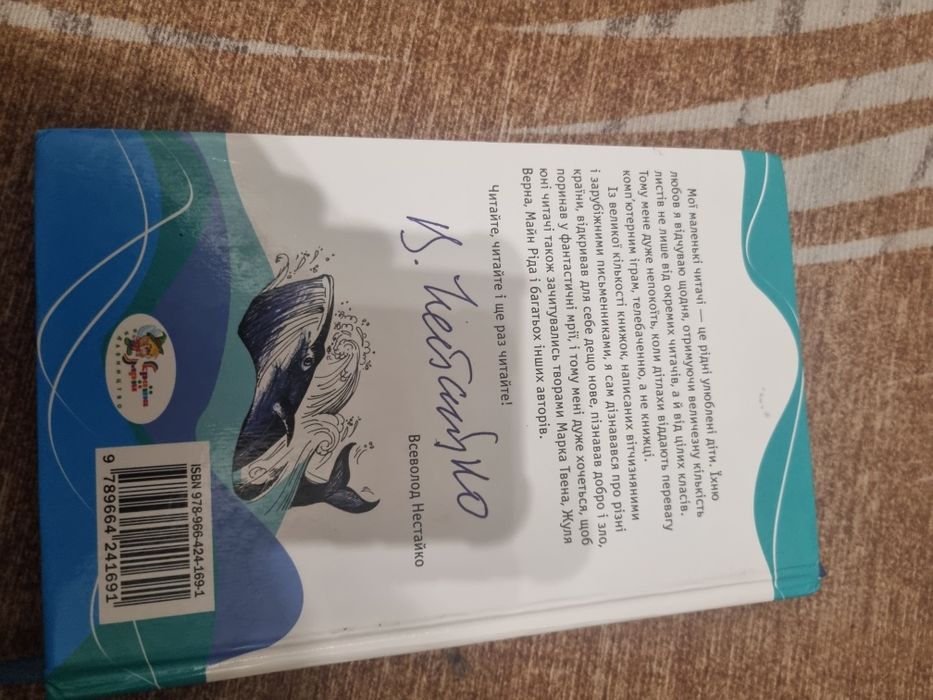 Мої маленькі читачі — це рідні улюблені діти. Їхню
любов я відчуваю щодня, отримуючи величезну кількість
листів не лише від окремих читачів, а й від цілих класів.
Тому мене дуже непокоїть, коли дітлахи віддають перевагу
комп'ютерним іграм, телебаченню, а не книжці.
Із великої кількості книжок, написаних вітчизняними
і зарубіжними письменниками, я сам дізнавався про різні
країни, відкривав для себе дещо нове, пізнавав добро і зло,
поринав у фантастичні мрії, і тому мені дуже хочеться, щоб
юні читачі також зачитувались творами Марка Твена, Жуля
Верна, Майн Ріда і багатьох інших авторів.
Читайте, читайте і ще раз читайте!
В. Нестайко
Всеволод Нестайко
Країна
Мрій
видавництво
ISBN 978-966-424-169-1
9 789664 241691